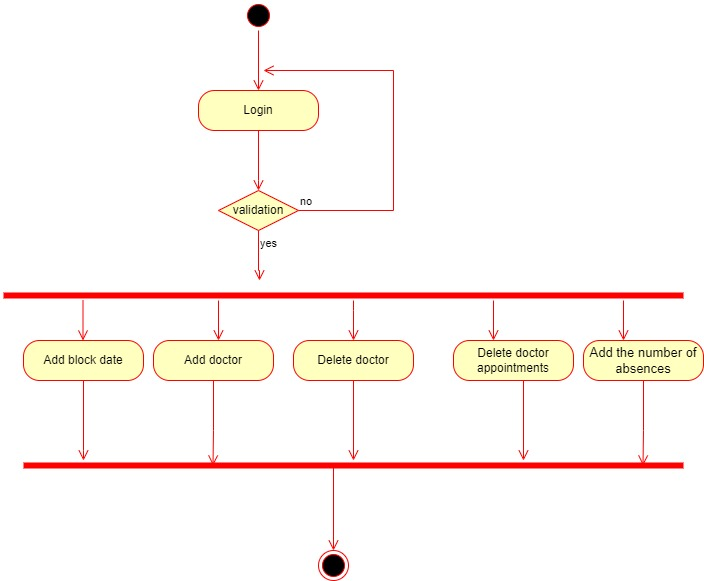 Login
validation
no
yes
Add block date
Add doctor
Delete doctor
Delete doctor
appointments
Add the number of
absences